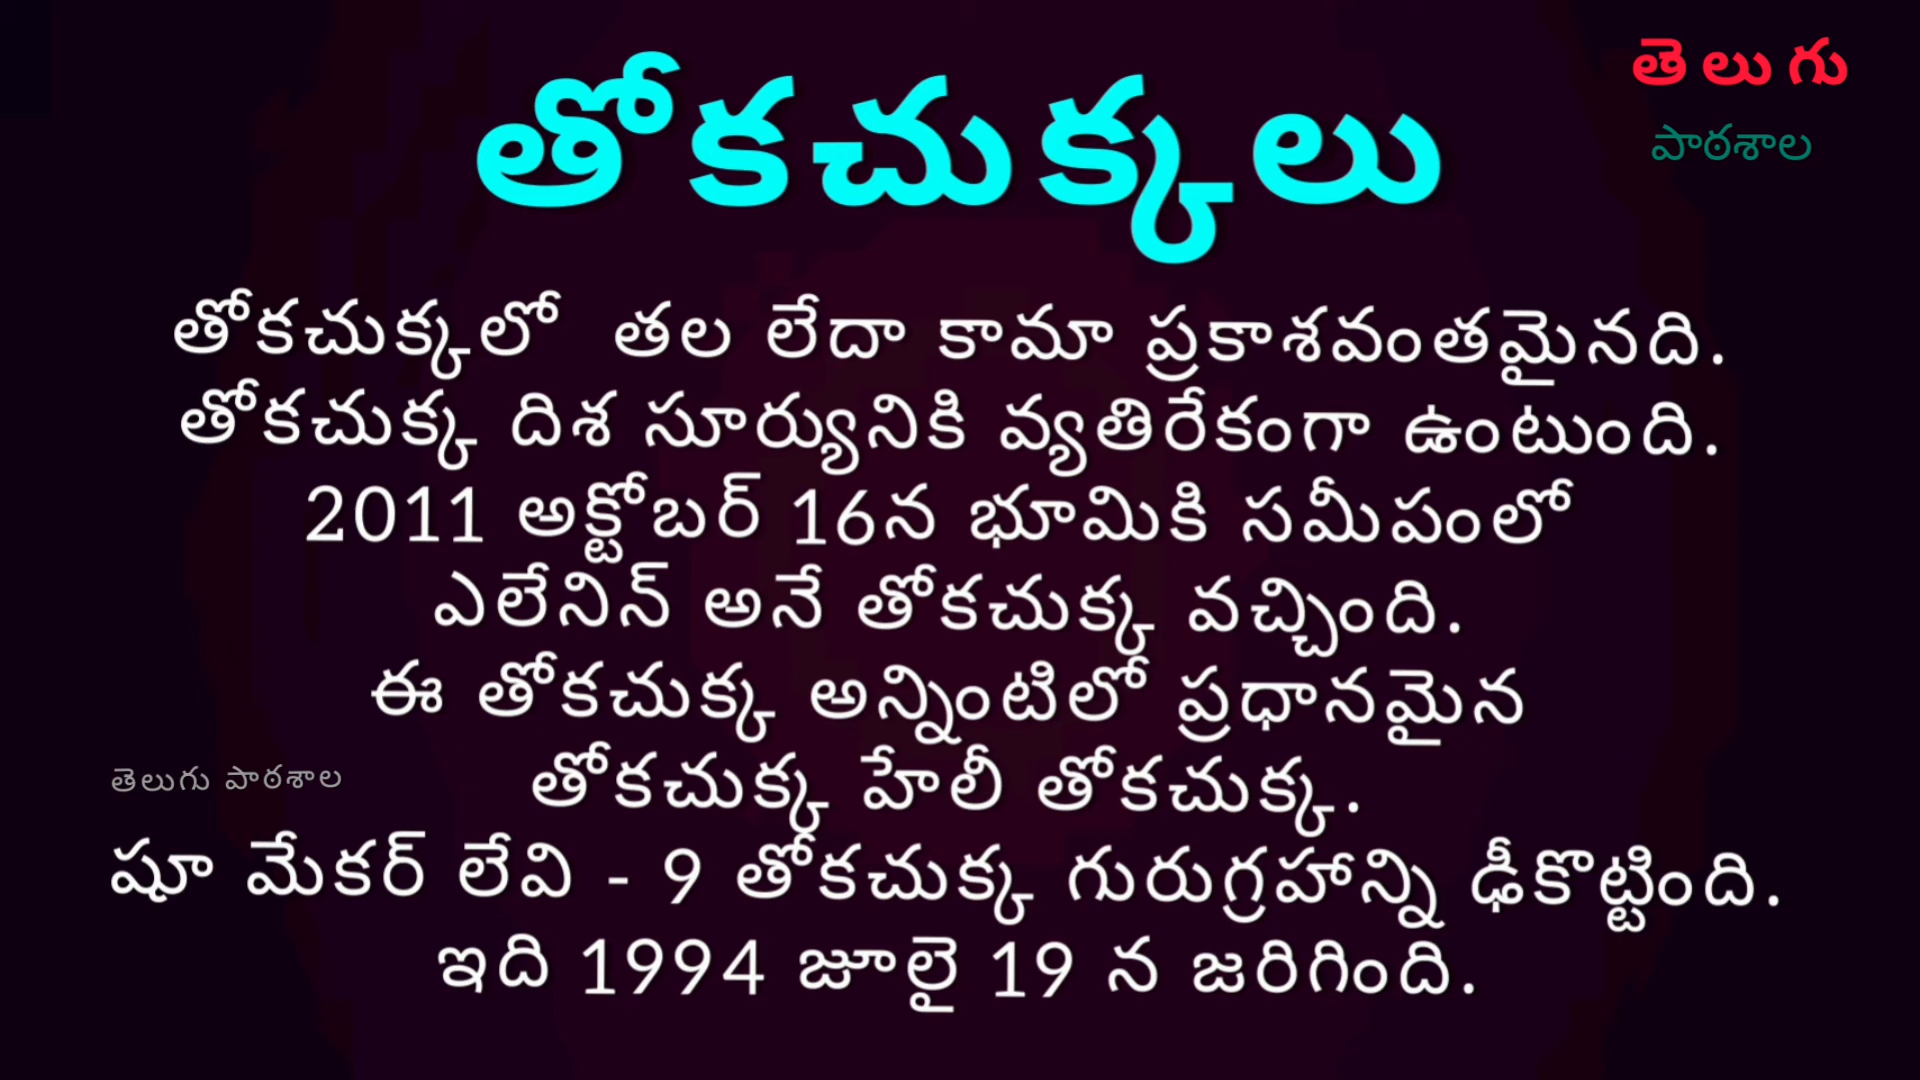 తెలుగు
పాఠశాల
తోకచుక్కలు
తోకచుక్కలో తల లేదా కామా ప్రకాశవంతమైనది.
తోకచుక్క దిశ సూర్యునికి వ్యతిరేకంగా ఉంటుంది.
2011 అక్టోబర్ 16న భూమికి సమీపంలో
ఎలేనిన్ అనే తోకచుక్క వచ్చింది.
ఈ తోకచుక్క అన్నింటిలో ప్రధానమైన
తోకచుక్క హేలీ తోకచుక్క.
తెలుగు పాఠశాల
షూ మేకర్ లేవి - 9 తోకచుక్క గురుగ్రహాన్ని ఢీకొట్టింది.
ఇది 1994 జూలై 19 న జరిగింది.